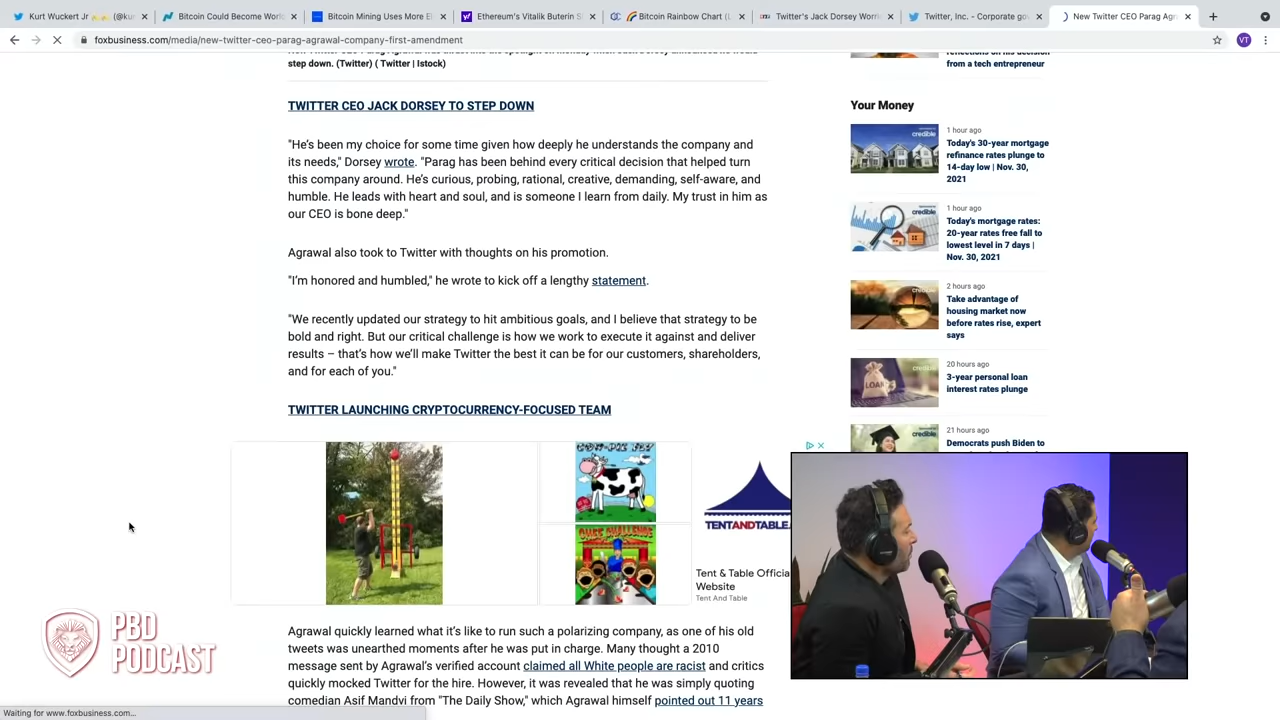 Kurt Wuckert Jr
(@ku
Bitcoin Could Become Worl
Bitcoin Mining Uses More El
Ethereum's Vitalik Buterin S
Bitcoin Rainbow Chart (L
Twitter's Jack Dorsey Worri
Twitter, Inc. - Corporate gov
New Twitter CEO Parag Agra
foxbusiness.com/media/new-twitter-ceo-parag-agrawal-company-first-amendment
VT
step down. (Twitter) ( Twitter | Istock)
TWITTER CEO JACK DORSEY TO STEP DOWN
"He's been my choice for some time given how deeply he understands the company and
its needs," Dorsey wrote. "Parag has been behind every critical decision that helped turn
this company around. He's curious, probing, rational, creative, demanding, self-aware, and
humble. He leads with heart and soul, and is someone I learn from daily. My trust in him as
our CEO is bone deep."
Agrawal also took to Twitter with thoughts on his promotion.
"I'm honored and humbled," he wrote to kick off a lengthy statement.
"We recently updated our strategy to hit ambitious goals, and I believe that strategy to be
bold and right. But our critical challenge is how we work to execute it against and deliver
results – that's how we'll make Twitter the best it can be for our customers, shareholders,
and for each of you."
TWITTER LAUNCHING CRYPTOCURRENCY-FOCUSED TEAM
TENTANDTABLE.
Tent & Table Officia
Website
Tent And Table
Agrawal quickly learned what it's like to run such a polarizing company, as one of his old
tweets was unearthed moments after he was put in charge. Many thought a 2010
message sent by Agrawal's verified account claimed all White people are racist and critics
quickly mocked Twitter for the hire. However, it was revealed that he was simply quoting
comedian Asif Mandvi from "The Daily Show," which Agrawal himself pointed out 11 years
reflections on his decision
from a tech entrepreneur
Your Money
credible
1 hour ago
Today's 30-year mortgage
refinance rates plunge to
14-day low | Nov. 30,
2021
credible
1 hour ago
Today's mortgage rates:
20-year rates free fall to
lowest level in 7 days |
Nov. 30, 2021
credible
2 hours ago
Take advantage of
housing market now
before rates rise, expert
says
credible
LOAN
20 hours ago
3-year personal loan
interest rates plunge
credible
21 hours ago
Democrats push Biden to
PBD
PODCAST
Waiting for www.foxbusiness.com...